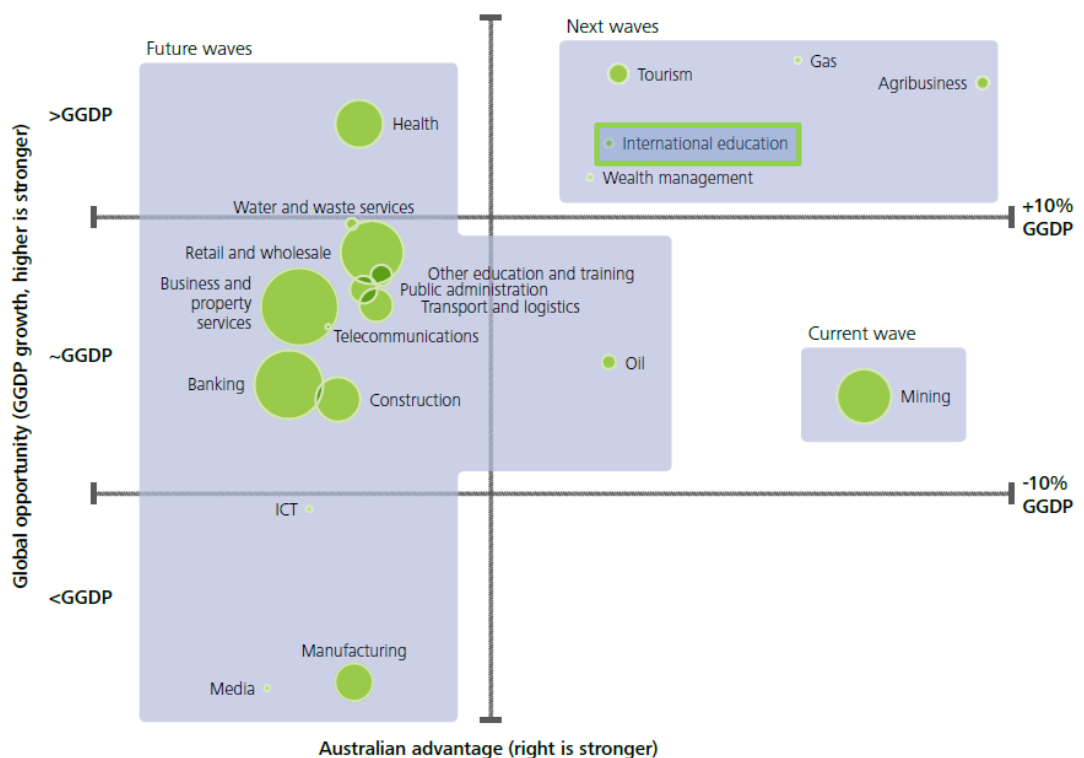 Next waves
Future waves
Gas
Tourism
Agribusiness
>GGDP
Health
International education
Wealth management
Water and waste services
+10%
GGDP
Retail and wholesale
Other education and training
Business and
property
services
Public administration
Transport and logistics
Telecommunications
Current wave
~GGDP
Oil
Banking
Construction
Mining
-10%
GGDP
ICT
<GGDP
Manufacturing
Media
Global opportunity (GGDP growth, higher is stronger)
Australian advantage (right is stronger)